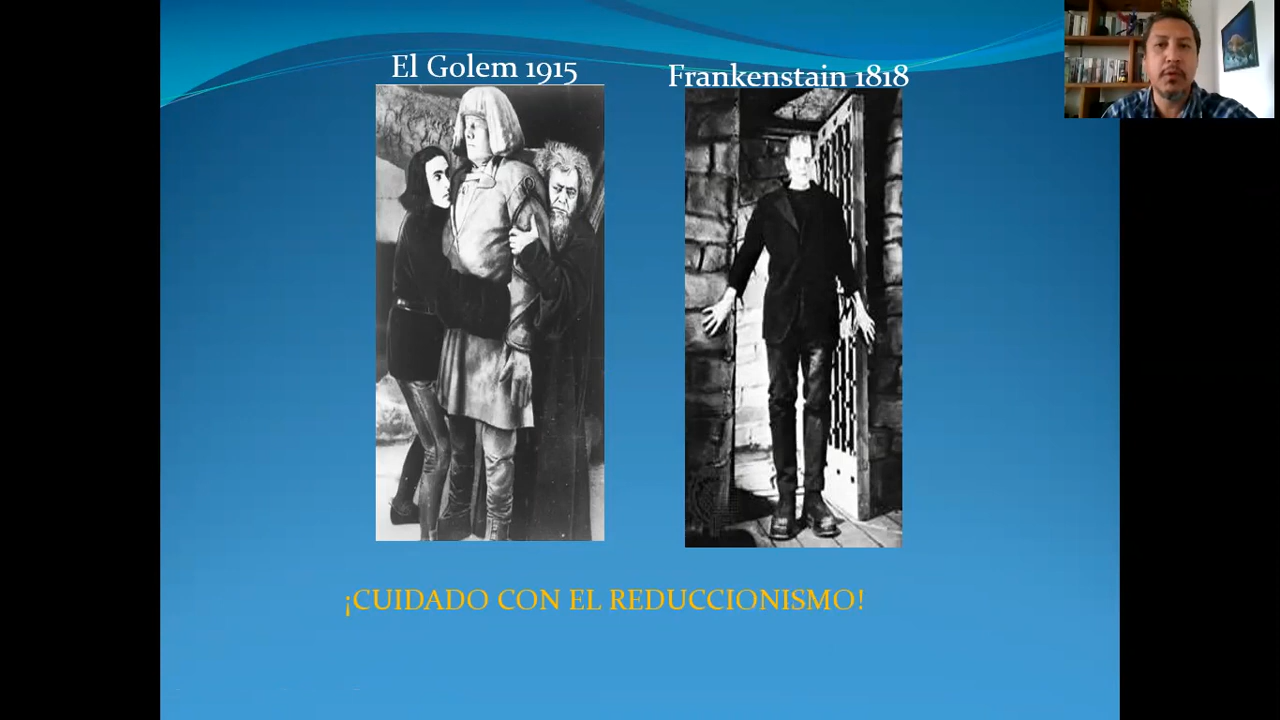 El Golem 1915
Frankenstain 1818
¡CUIDADO CON EL REDUCCIONISMO!